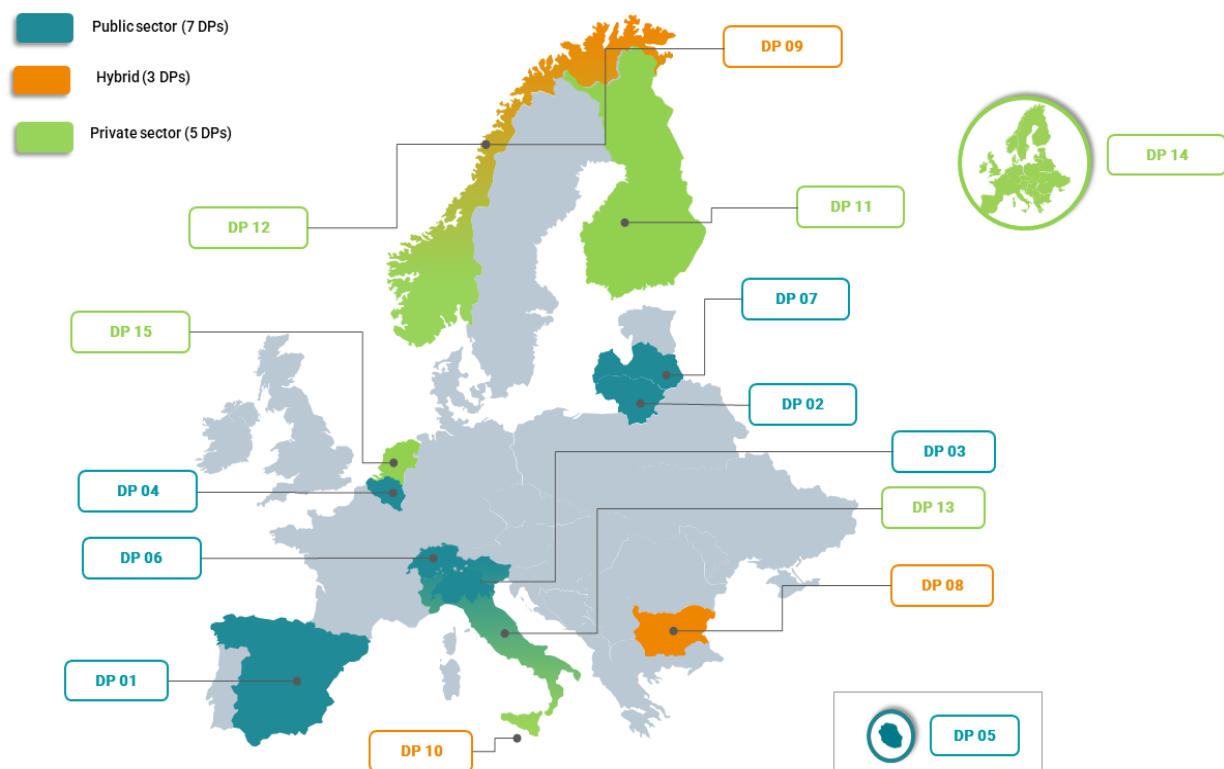 Public sector (7 DPs)
Hybrid (3 DPs)
Private sector (5 DPs)
DP 09
DP 14
DP 12
DP 11
DP 07
DP 15
DP 02
DP 03
DP 04
DP 13
DP 06
DP 08
DP 01
DP 05
DP 10